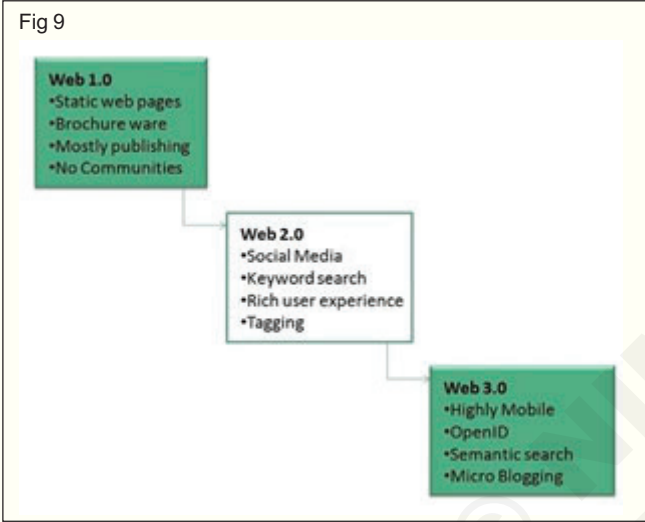 Fig 9
Web 1.0
•Static web pages
•Brochure ware
•Mostly publishing
•No Communities
Web 2.0
•Social Media
•Keyword search
•Rich user experience
•Tagging
Web 3.0
•Highly Mobile
•OpenID
•Semantic search
•Micro Blogging